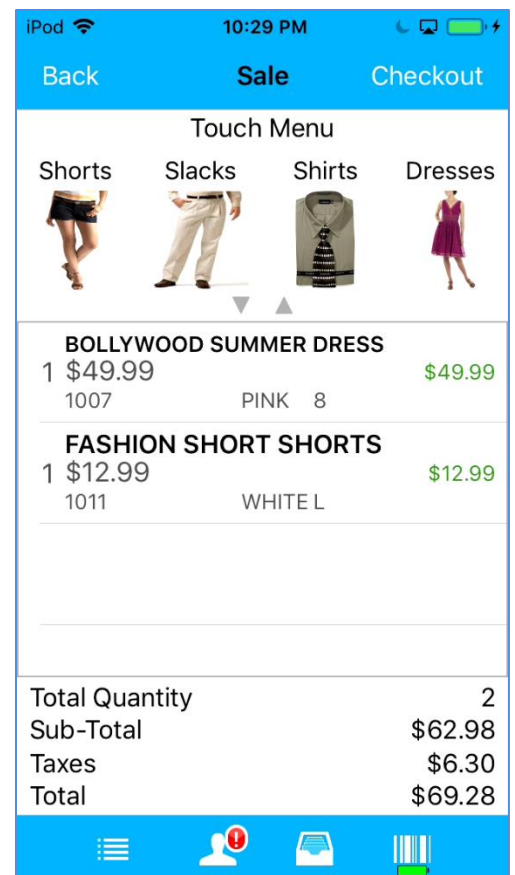 iPod 10:29 PM
Back Sale Checkout
Touch Menu
Shorts Slacks Shirts Dresses
BOLLYWOOD SUMMER DRESS
1 $49.99 $49.99
1007 PINK 8
FASHION SHORT SHORTS
1 $12.99 $12.99
1011 WHITE L
Total Quantity 2
Sub-Total $62.98
Taxes $6.30
Total $69.28